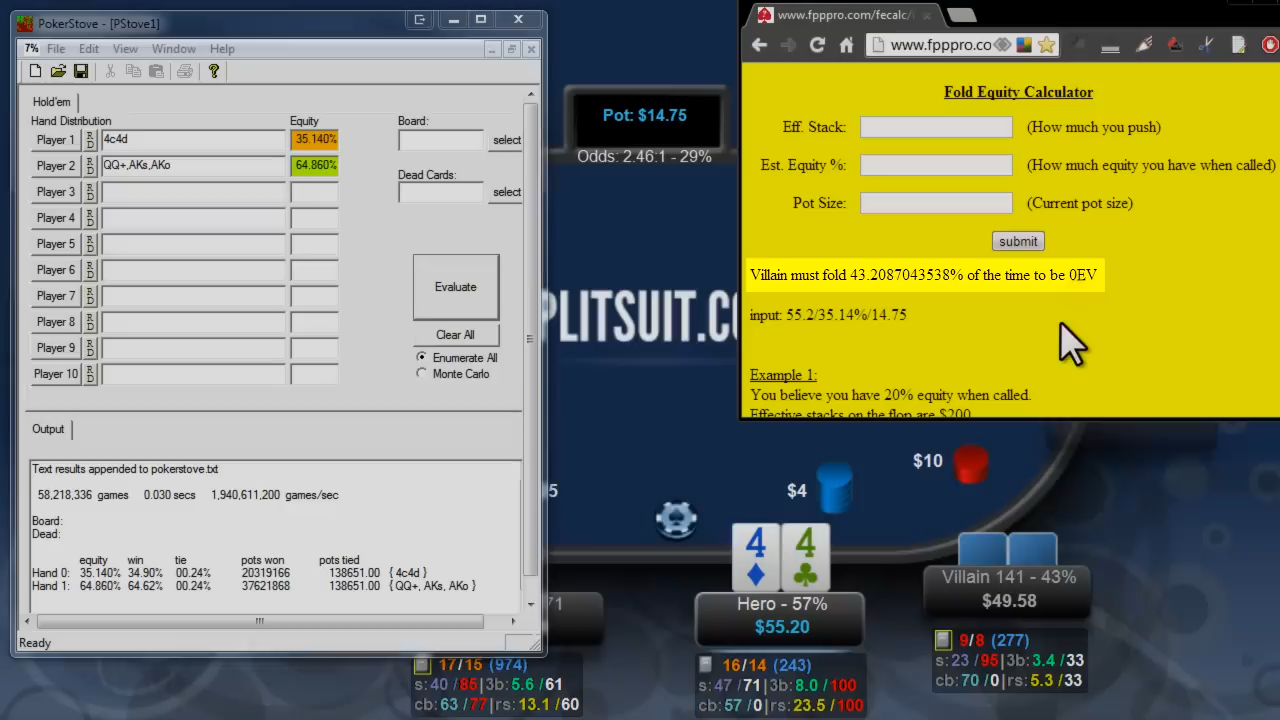 PokerStove - [PStove1]
7% File Edit View Window Help
Hold'em
Hand Distribution Equity Board:
Player 1 R D 4c4d 35.140% select
Player 2 R D QQ+,AKs,AKo 64.860%
Dead Cards:
Player 3 R D select
Player 4 R D
Player 5 R D
Player 6 R D
Player 7 R D Evaluate
Player 8 R D Clear All
Player 9 R D Enumerate All
Player 10 R D Monte Carlo
Output
Text results appended to pokerstove.txt
58,218,336 games 0.030 secs 1,940,611,200 games/sec
Board:
Dead:
equity win tie pots won pots tied
Hand 0: 35.140% 34.90% 00.24% 20319166 138651.00 { 4c4d }
Hand 1: 64.860% 64.62% 00.24% 37621868 138651.00 { QQ+, AKs, AKo }
Ready
Pot: $14.75
Odds: 2.46:1 - 29%
PLITSUIT.CO
www.fpppro.com/fecalc/
www.fpppro.co
Fold Equity Calculator
Eff. Stack: (How much you push)
Est. Equity %: (How much equity you have when called)
Pot Size: (Current pot size)
submit
Villain must fold 43.2087043538% of the time to be 0EV
input: 55.2/35.14%/14.75
Example 1:
You believe you have 20% equity when called.
Effective stacks on the flop are $200
$10
$4
5
4 4
71
Hero - 57%
$55.20
Villain 141 - 43%
$49.58
17/15 (974)
s: 40 /85|3b: 5.6 /61
cb: 63 /77|rs: 13.1 /60
16/14 (243)
s: 47 /71|3b: 8.0 /100
cb: 57 /0|rs: 23.5 /100
9/8 (277)
s: 23 /95|3b: 3.4 /33
cb: 70 /0|rs: 5.3 /33